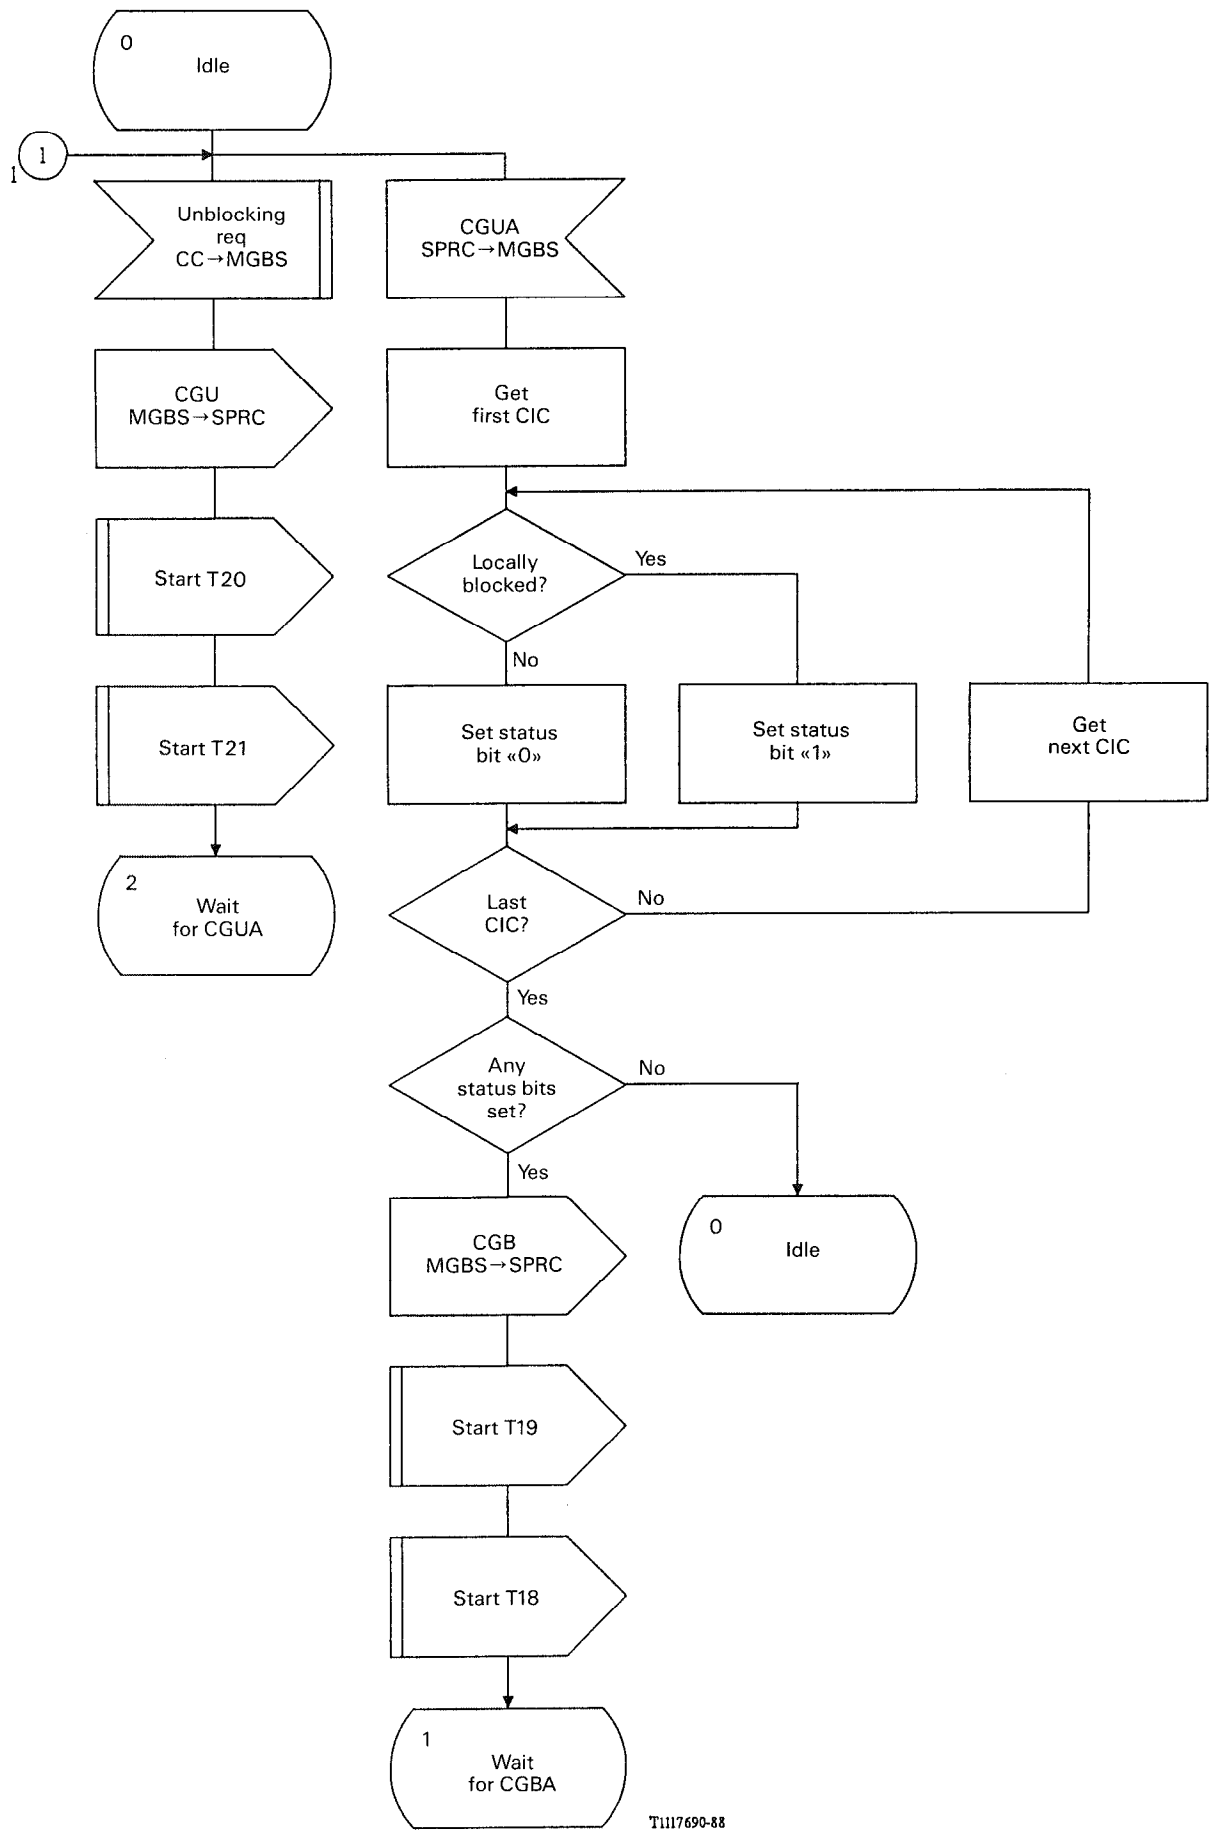 0
Idle
1
1
Unblocking
req
CC→MGBS
CGUA
SPRC→MGBS
CGU
MGBS→SPRC
Get
first CIC
Start T20
Locally
blocked?
Yes
No
Start T21
Set status
bit «0»
Set status
bit «1»
Get
next CIC
2
Wait
for CGUA
Last
CIC?
No
Yes
Any
status bits
set?
No
Yes
CGB
MGBS→SPRC
0
Idle
Start T19
Start T18
1
Wait
for CGBA
T1117690-88